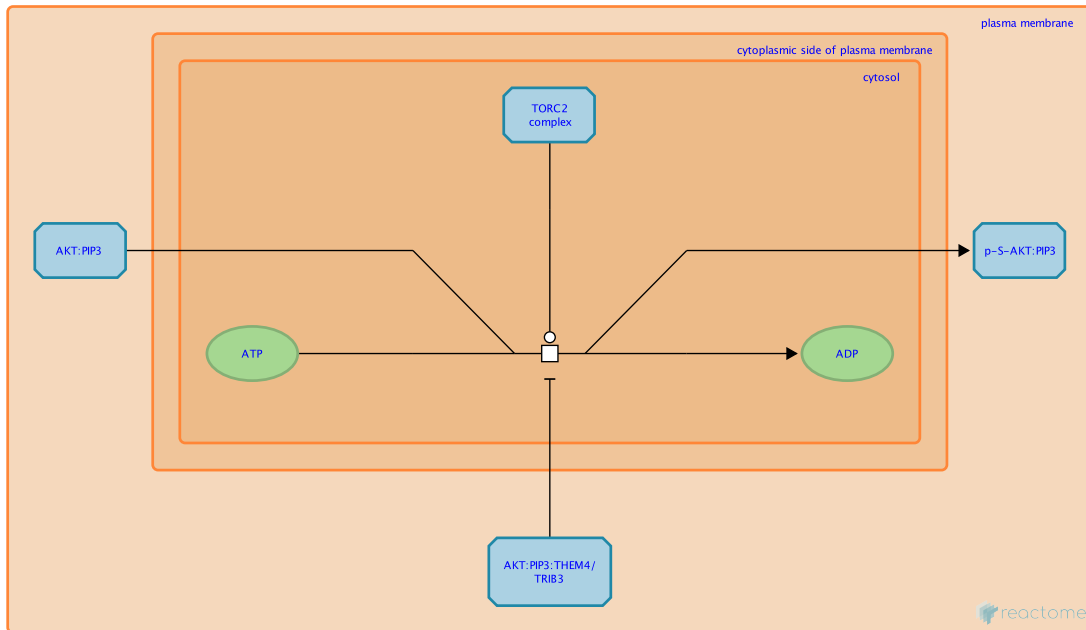 plasma membrane
cytoplasmic side of plasma membrane
cytosol
TORC2
complex
AKT:PIP3
p-S-AKT:PIP3
ATP
ADP
AKT:PIP3:THEM4/
TRIB3
reactome